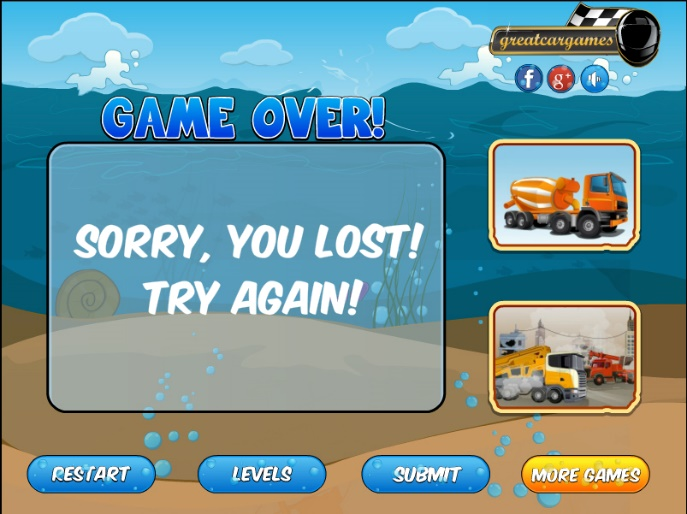 greatcargames
f g+
GAME OVER!
SORRY, YOU LOST!
TRY AGAIN!
RESTART
LEVELS
SUBMIT
MORE GAMES